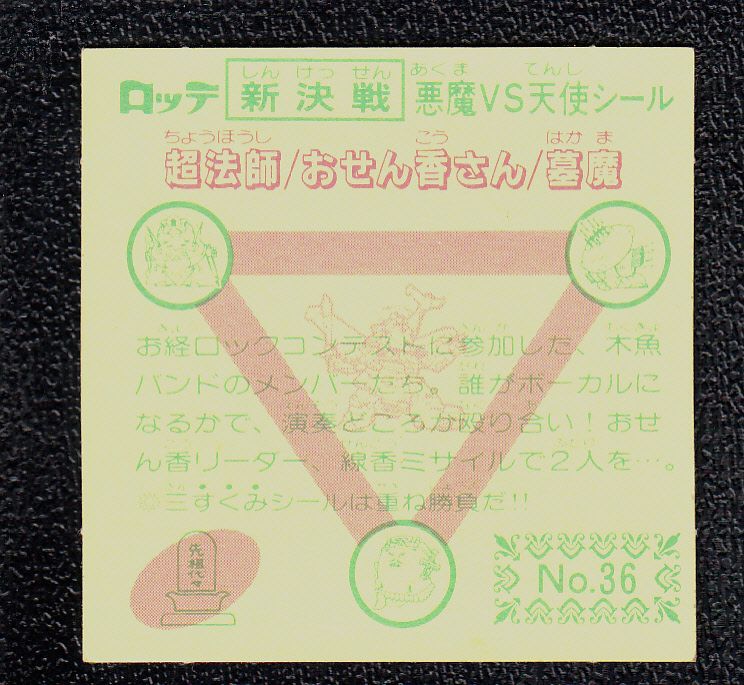 ロッテ 新決戦 悪魔VS天使シール
超法師/おせん香さん/墓魔
お経ロックコンテストに参加した、木魚
バンドのメンバーたち。誰がボーカルに
なるかで、演奏どころか殴り合い！おせ
ん香リーダー、線香ミサイルで2人を…。
◎三すくみシールは重ね勝負だ!!
先祖代々
No.36